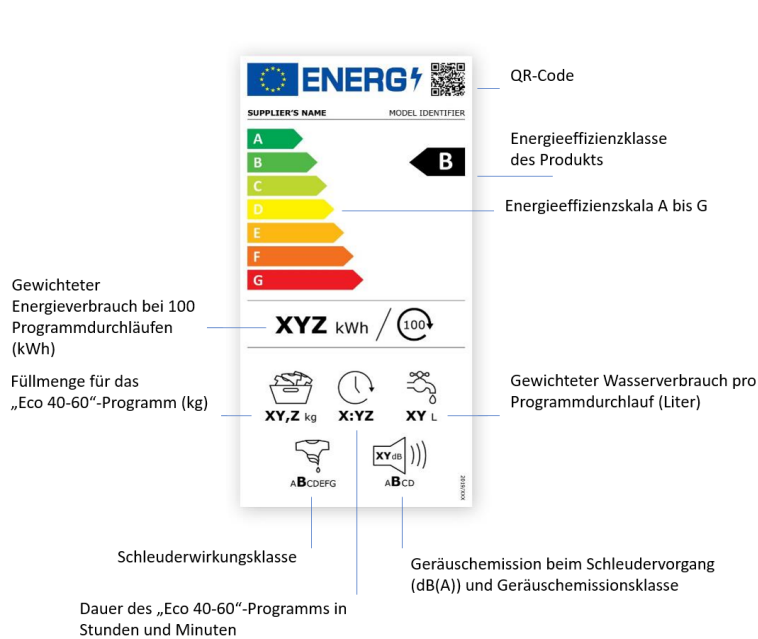 ENERG
QR-Code
SUPPLIER'S NAME MODEL IDENTIFIER
A
B
B
C
D
E
F
G
Energieeffizienzklasse
des Produkts
Energieeffizienzskala A bis G
Gewichteter
Energieverbrauch bei 100
Programmdurchläufen
(kWh)
XYZ kWh / 100
Füllmenge für das
„Eco 40-60“-Programm (kg)
Gewichteter Wasserverbrauch pro
Programmdurchlauf (Liter)
XY,Z kg X:YZ XY L
XY dB
ABCDEFG ABCD
2019/XXX
Schleuderwirkungsklasse
Geräuschemission beim Schleudervorgang
(dB(A)) und Geräuschemissionsklasse
Dauer des „Eco 40-60“-Programms in
Stunden und Minuten